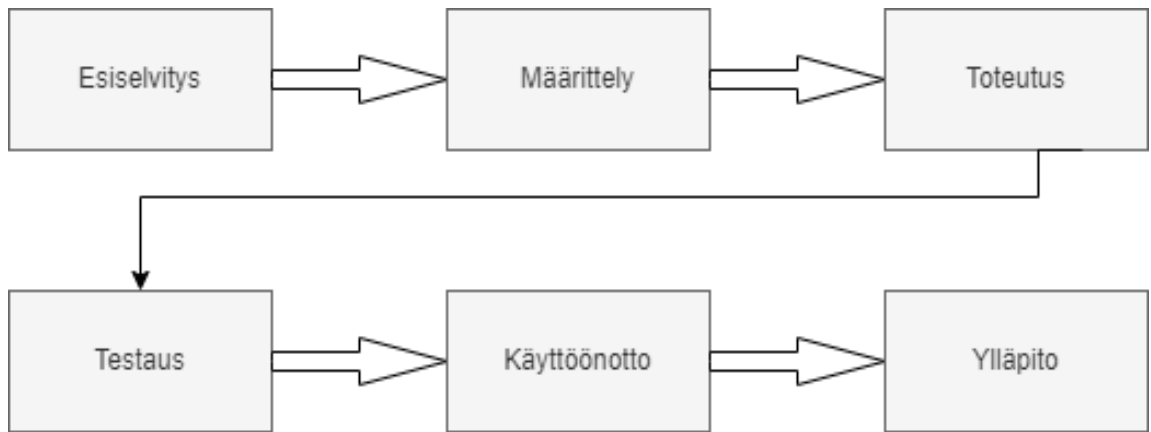 Esiselvitys
Määrittely
Toteutus
Testaus
Käyttöönotto
Ylläpito